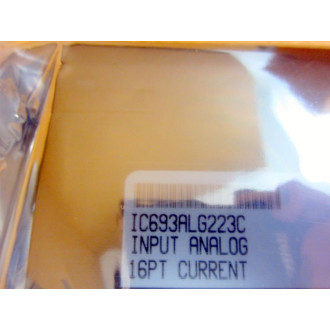 IC693ALG223C
INPUT ANALOG
16PT CURRENT